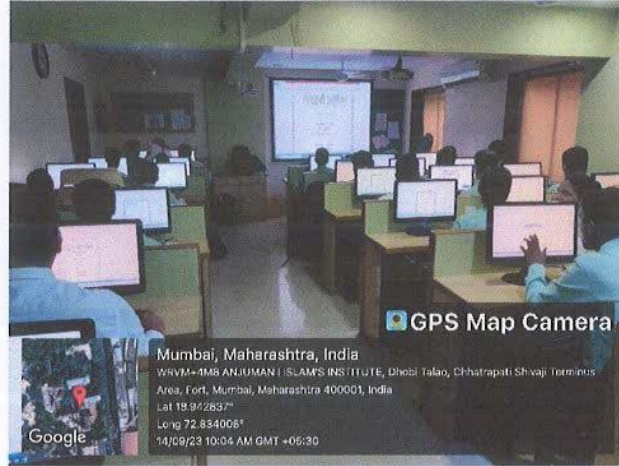 GPS Map Camera
Mumbai, Maharashtra, India
WRVM+4M8 ANJUMAN I ISLAM'S INSTITUTE, Dhobi Talao, Chhatrapati Shivaji Terminus
Area, Fort, Mumbai, Maharashtra 400001, India
Lat 18.942837°
Long 72.834008°
14/09/23 10:04 AM GMT +05:30
Google